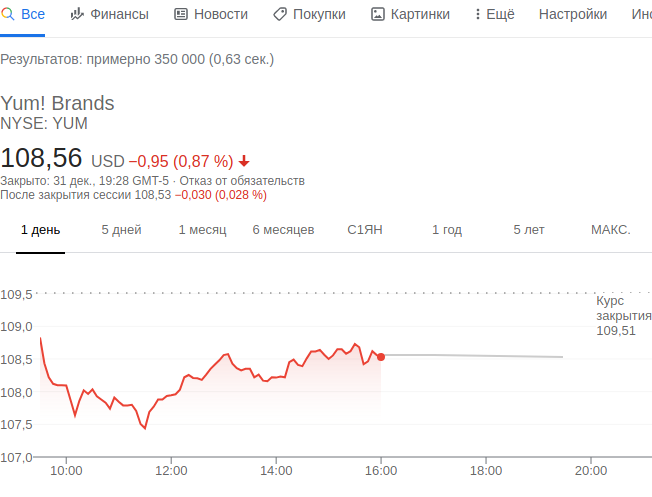 Все Финансы Новости Покупки Картинки Ещё Настройки
Результатов: примерно 350 000 (0,63 сек.)
Yum! Brands
NYSE: YUM
108,56 USD −0,95 (0,87 %)
Закрыто: 31 дек., 19:28 GMT-5 · Отказ от обязательств
После закрытия сессии 108,53 −0,030 (0,028 %)
1 день 5 дней 1 месяц 6 месяцев С1ЯН 1 год 5 лет МАКС.
109,5
Курс
закрытия
109,51
109,0
108,5
108,0
107,5
107,0
10:00 12:00 14:00 16:00 18:00 20:00